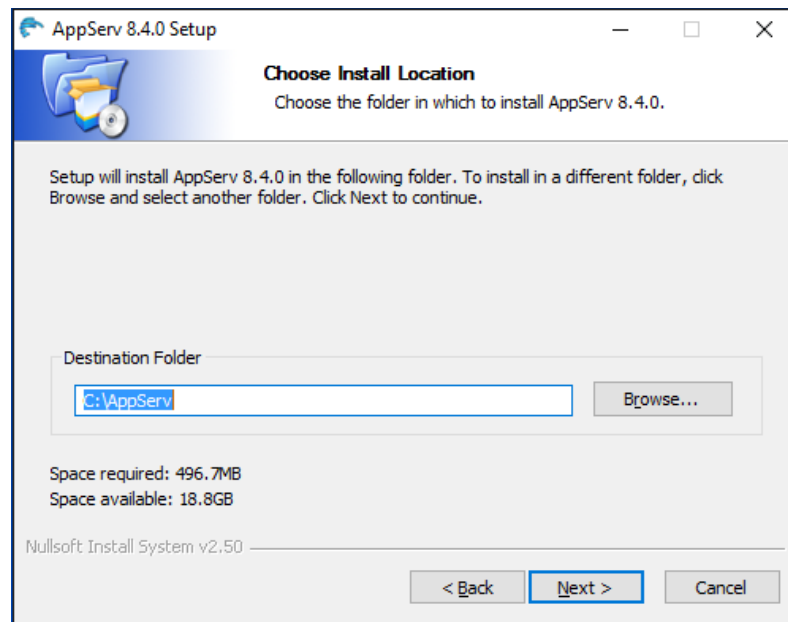 AppServ 8.4.0 Setup
Choose Install Location
Choose the folder in which to install AppServ 8.4.0.
Setup will install AppServ 8.4.0 in the following folder. To install in a different folder, click
Browse and select another folder. Click Next to continue.
Destination Folder
C:\AppServ
Browse...
Space required: 496.7MB
Space available: 18.8GB
Nullsoft Install System v2.50
< Back
Next >
Cancel